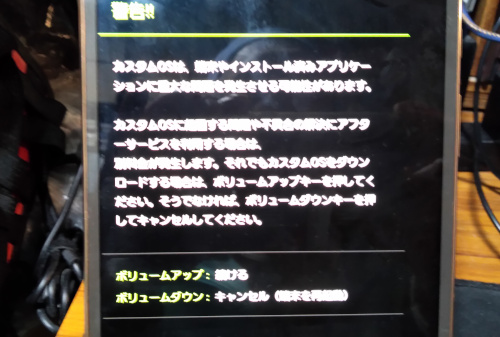 警告!!
カスタムOSは、端末やインストール済みアプリケー
ションに重大な問題を発生させる可能性があります。
カスタムOSに起因する問題や不具合の解決にアフタ
ーサービスを利用する場合は、
別料金が発生します。それでもカスタムOSをダウン
ロードする場合は、ボリュームアップキーを押してく
ださい。そうでなければ、ボリュームダウンキーを押
してキャンセルしてください。
ボリュームアップ: 続ける
ボリュームダウン: キャンセル (端末を再起動)